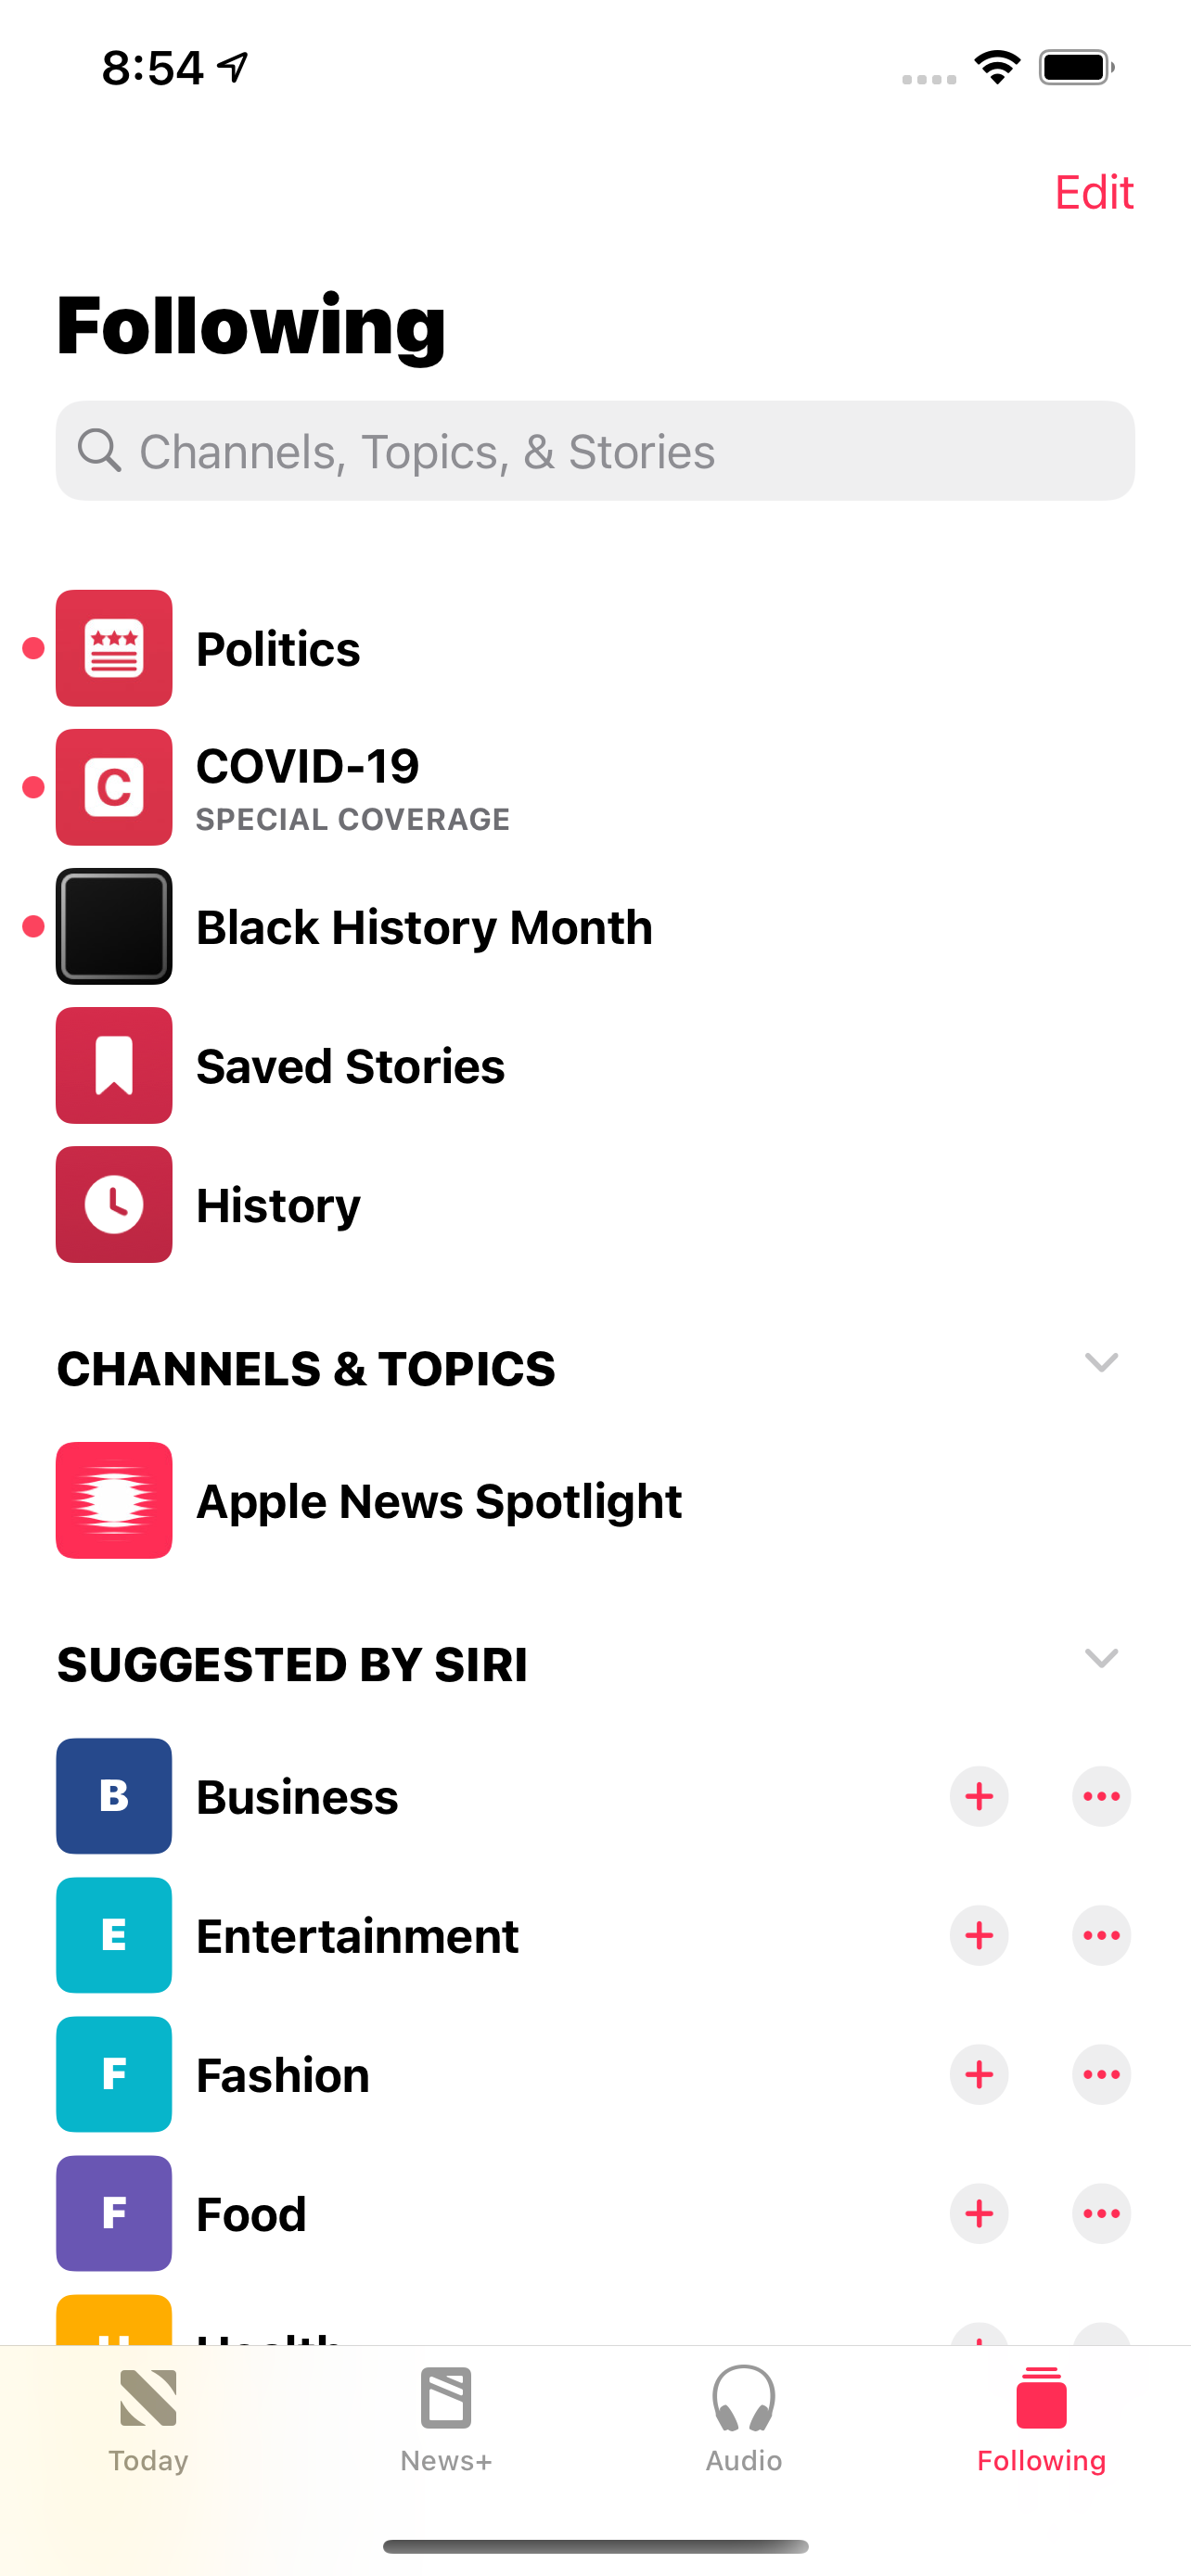 8:54
Edit
Following
Channels, Topics, & Stories
Politics
C
COVID-19
SPECIAL COVERAGE
Black History Month
Saved Stories
History
CHANNELS & TOPICS
Apple News Spotlight
SUGGESTED BY SIRI
B
Business
E
Entertainment
F
Fashion
F
Food
Today
News+
Audio
Following